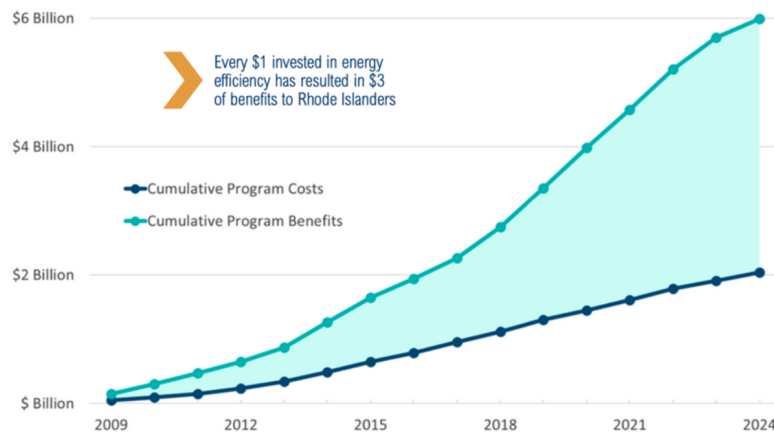 $6 Billion
Every $1 invested in energy
efficiency has resulted in $3
of benefits to Rhode Islanders
$4 Billion
Cumulative Program Costs
Cumulative Program Benefits
$2 Billion
$ Billion
2009 2012 2015 2018 2021 2024